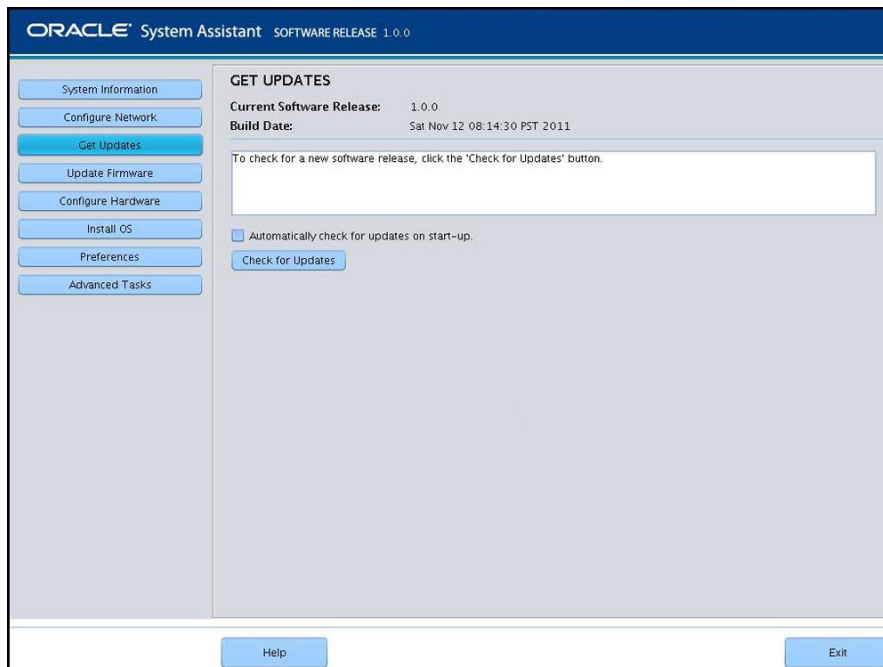 ORACLE® System Assistant SOFTWARE RELEASE 1.0.0
System Information
Configure Network
Get Updates
Update Firmware
Configure Hardware
Install OS
Preferences
Advanced Tasks
GET UPDATES
Current Software Release: 1.0.0
Build Date: Sat Nov 12 08:14:30 PST 2011
To check for a new software release, click the 'Check for Updates' button.
Automatically check for updates on start-up.
Check for Updates
Help
Exit